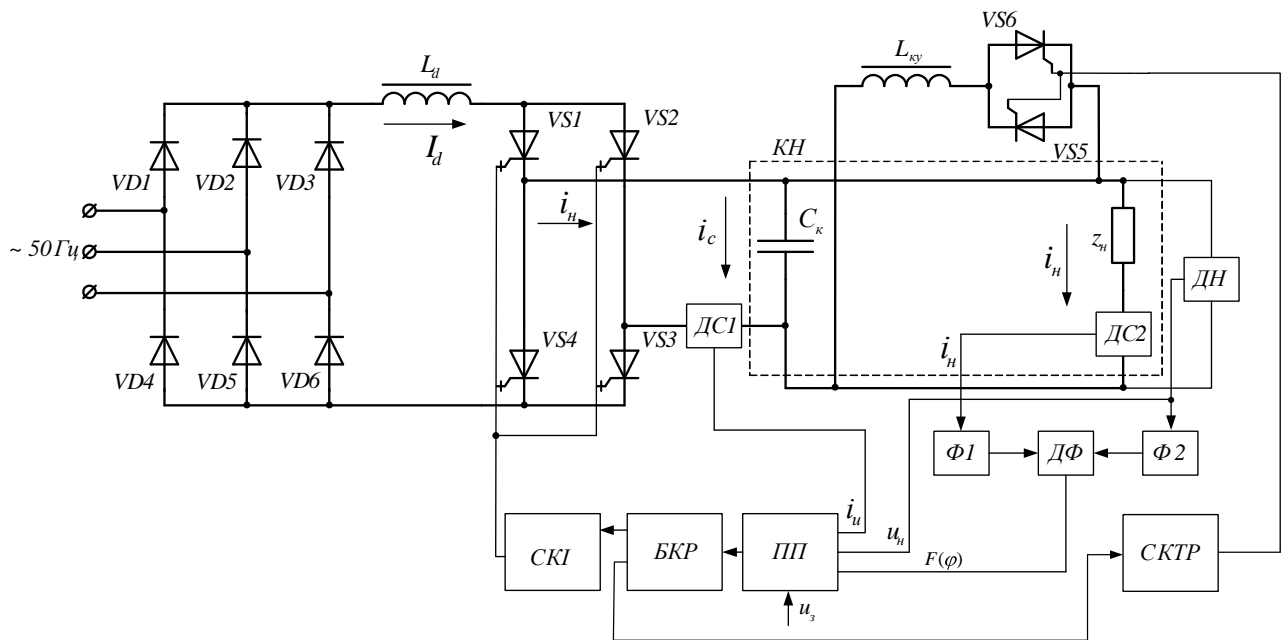 VS6
L_ку
L_d
VS1
VS2
I_d
VS5
КН
VD1
VD2
VD3
i_н
i_c
C_к
z_н
i_н
~ 50 Гц
ДН
ДС1
ДС2
VS4
VS3
i_н
VD4
VD5
VD6
Ф1
ДФ
Ф2
i_u
u_н
СКІ
БКР
ПП
F(φ)
СКТР
u_з